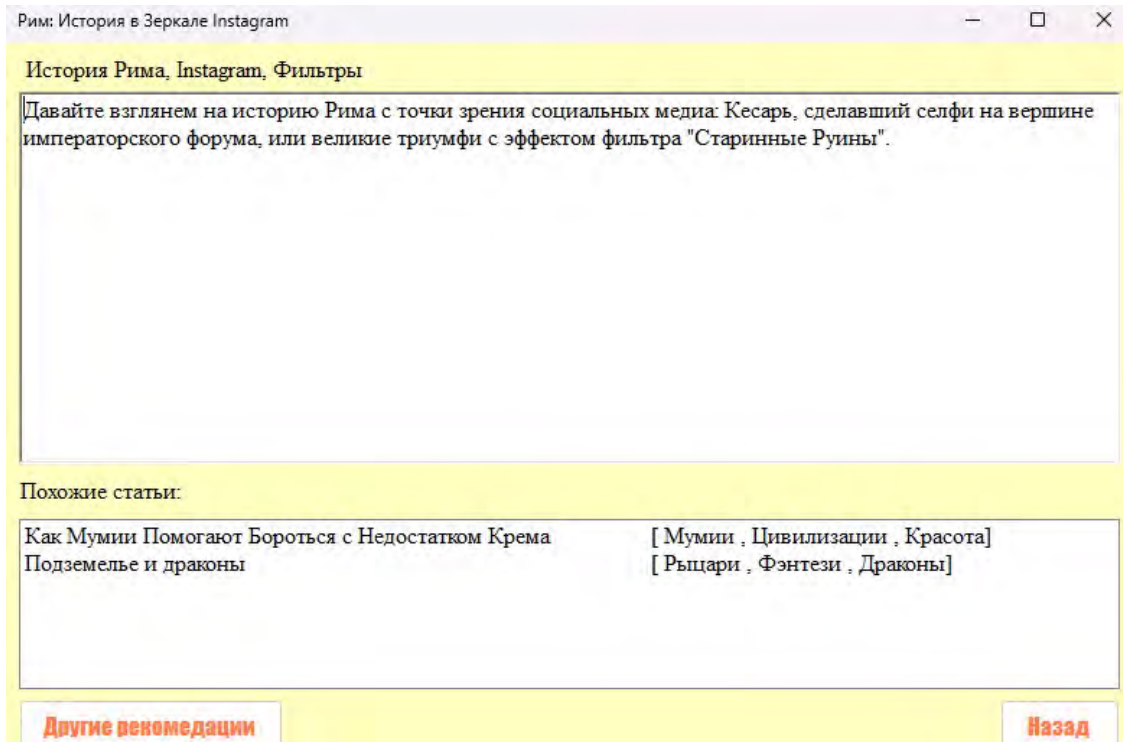 Рим: История в Зеркале Instagram
История Рима, Instagram, Фильтры
Давайте взглянем на историю Рима с точки зрения социальных медиа: Кесарь, сделавший селфи на вершине
императорского форума, или великие триумфи с эффектом фильтра "Старинные Руины".
Похожие статьи:
Как Мумии Помогают Бороться с Недостатком Крема [ Мумии , Цивилизации , Красота]
Подземелье и драконы [ Рыцари , Фэнтези , Драконы]
Другие рекомедации Назад